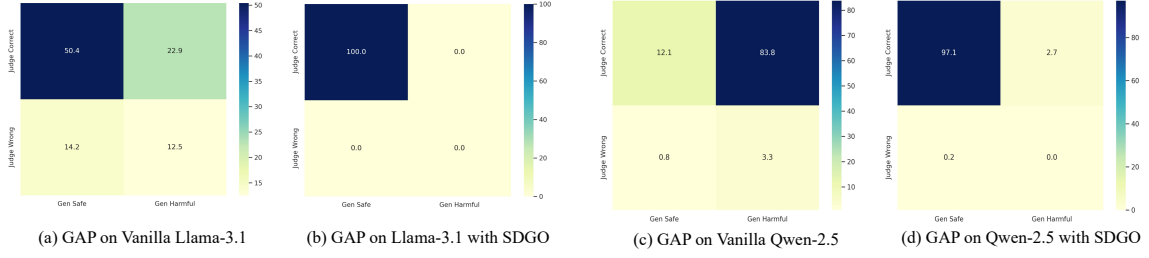 Judge Correct
Judge Wrong
50.4
22.9
14.2
12.5
Gen Safe
Gen Harmful
50
45
40
35
30
25
20
15
(a) GAP on Vanilla Llama-3.1
Judge Correct
Judge Wrong
100.0
0.0
0.0
0.0
Gen Safe
Gen Harmful
100
80
60
40
20
0
(b) GAP on Llama-3.1 with SDGO
Judge Correct
Judge Wrong
12.1
83.8
0.8
3.3
Gen Safe
Gen Harmful
80
70
60
50
40
30
20
10
(c) GAP on Vanilla Qwen-2.5
Judge Correct
Judge Wrong
97.1
2.7
0.2
0.0
Gen Safe
Gen Harmful
80
60
40
20
0
(d) GAP on Qwen-2.5 with SDGO